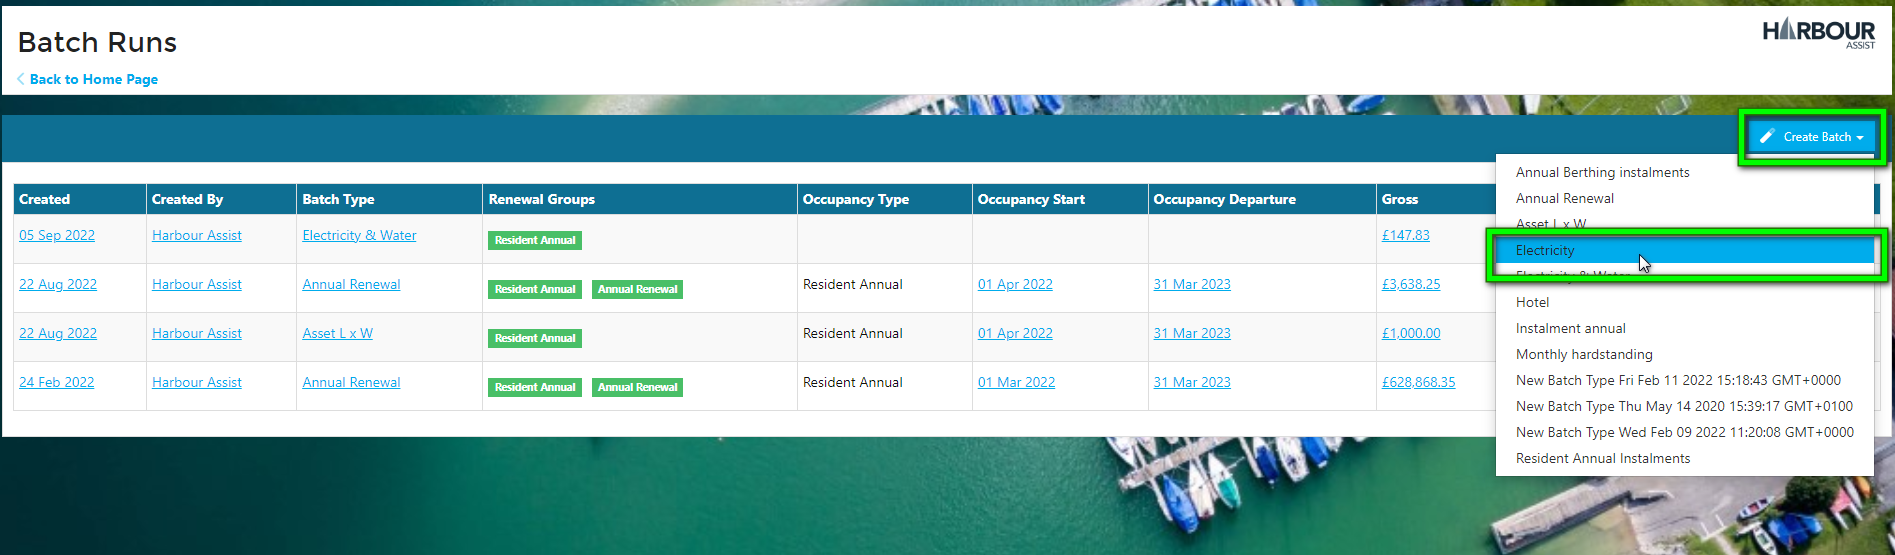 Batch Runs
HARBOUR
ASSIST
Back to Home Page
Create Batch
Created Created By Batch Type Renewal Groups Occupancy Type Occupancy Start Occupancy Departure Gross
05 Sep 2022 Harbour Assist Electricity & Water Resident Annual £147.83
22 Aug 2022 Harbour Assist Annual Renewal Resident Annual Annual Renewal Resident Annual 01 Apr 2022 31 Mar 2023 £3,638.25
22 Aug 2022 Harbour Assist Asset L x W Resident Annual Resident Annual 01 Apr 2022 31 Mar 2023 £1,000.00
24 Feb 2022 Harbour Assist Annual Renewal Resident Annual Annual Renewal Resident Annual 01 Mar 2022 31 Mar 2023 £628,868.35
Annual Berthing instalments
Annual Renewal
Asset L x W
Electricity
Electricity & Water
Hotel
Instalment annual
Monthly hardstanding
New Batch Type Fri Feb 11 2022 15:18:43 GMT+0000
New Batch Type Thu May 14 2020 15:39:17 GMT+0100
New Batch Type Wed Feb 09 2022 11:20:08 GMT+0000
Resident Annual Instalments